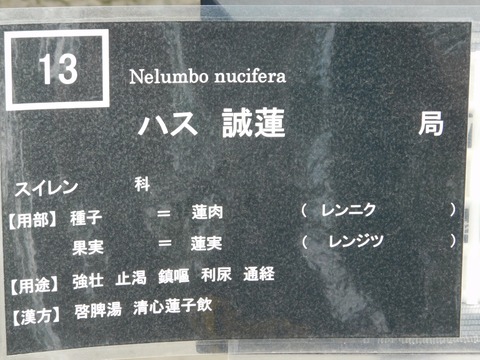 13
Nelumbo nucifera
ハス 誠蓮 局
スイレン 科
【用部】 種子 = 蓮肉 ( レンニク )
果実 = 蓮実 ( レンジツ )
【用途】 強壮 止渇 鎮嘔 利尿 通経
【漢方】 啓脾湯 清心蓮子飲